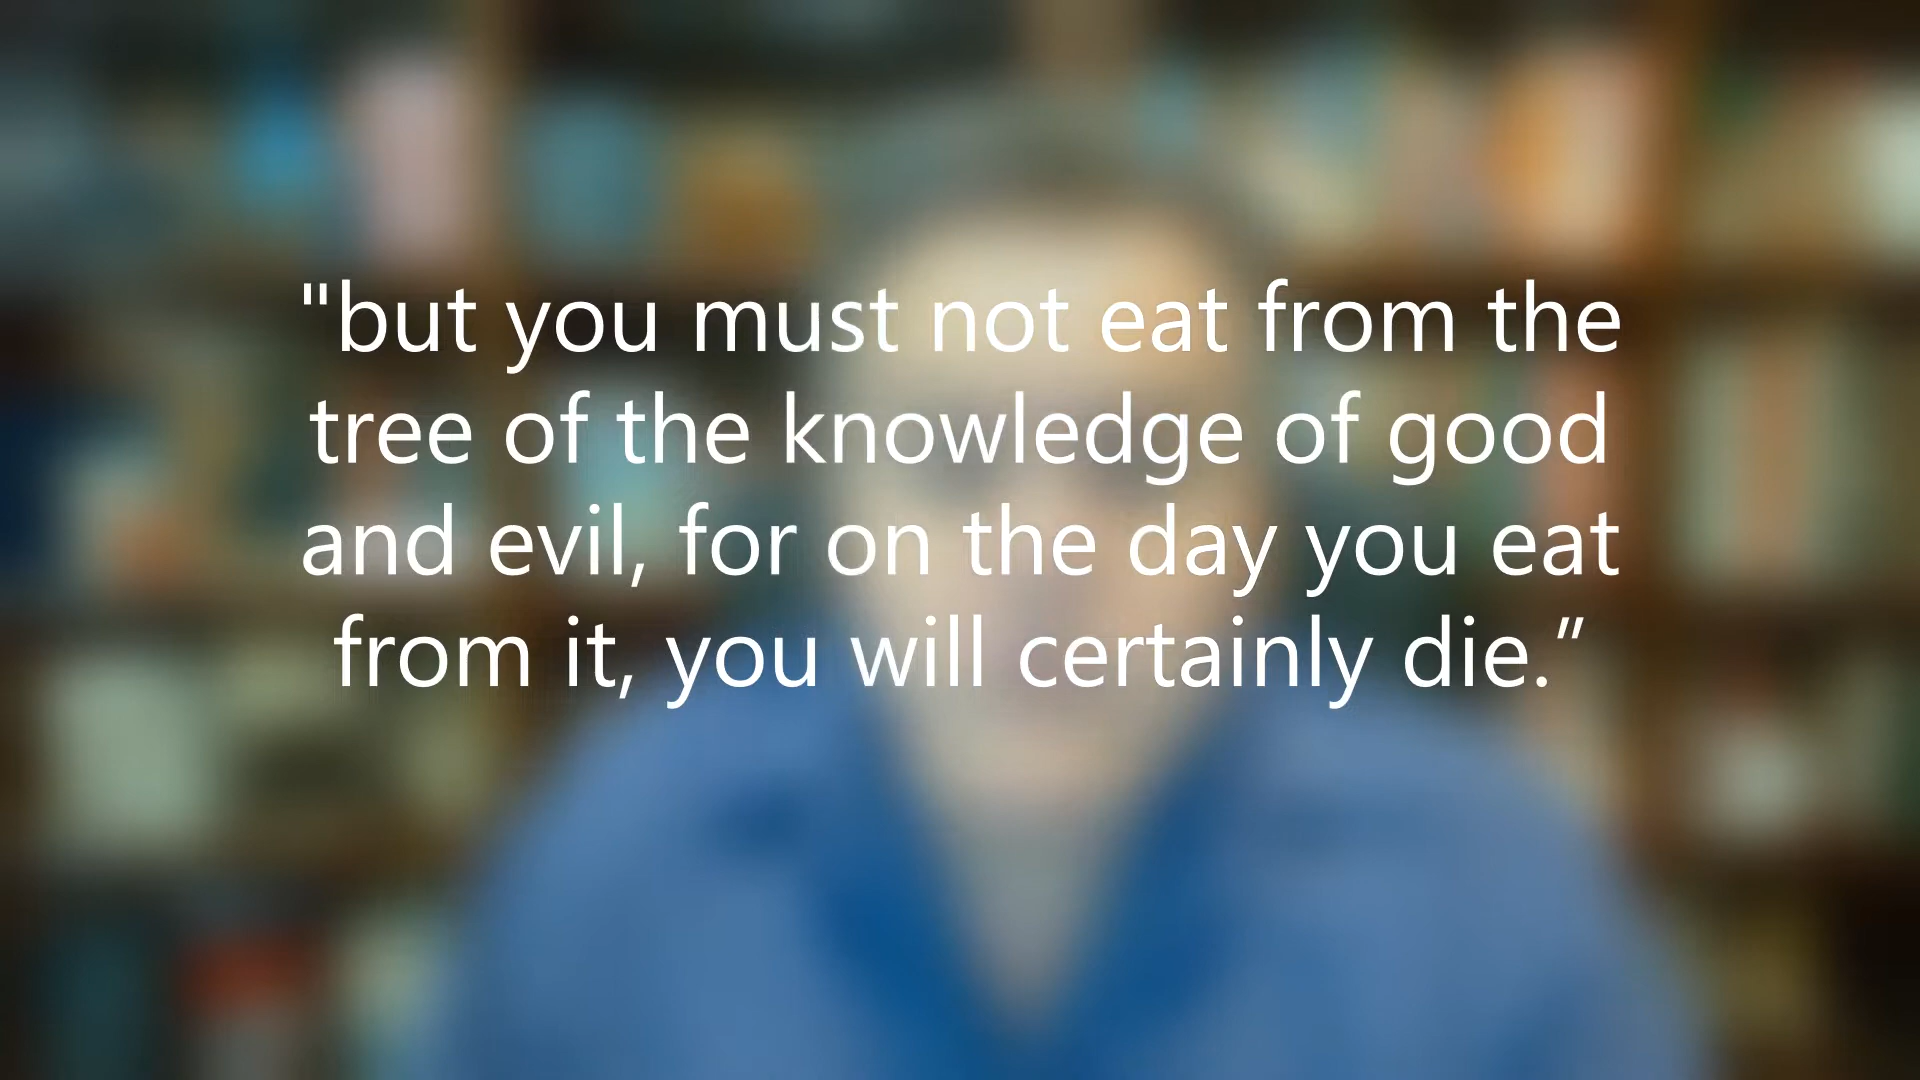 "but you must not eat from the
tree of the knowledge of good
and evil, for on the day you eat
from it, you will certainly die.”